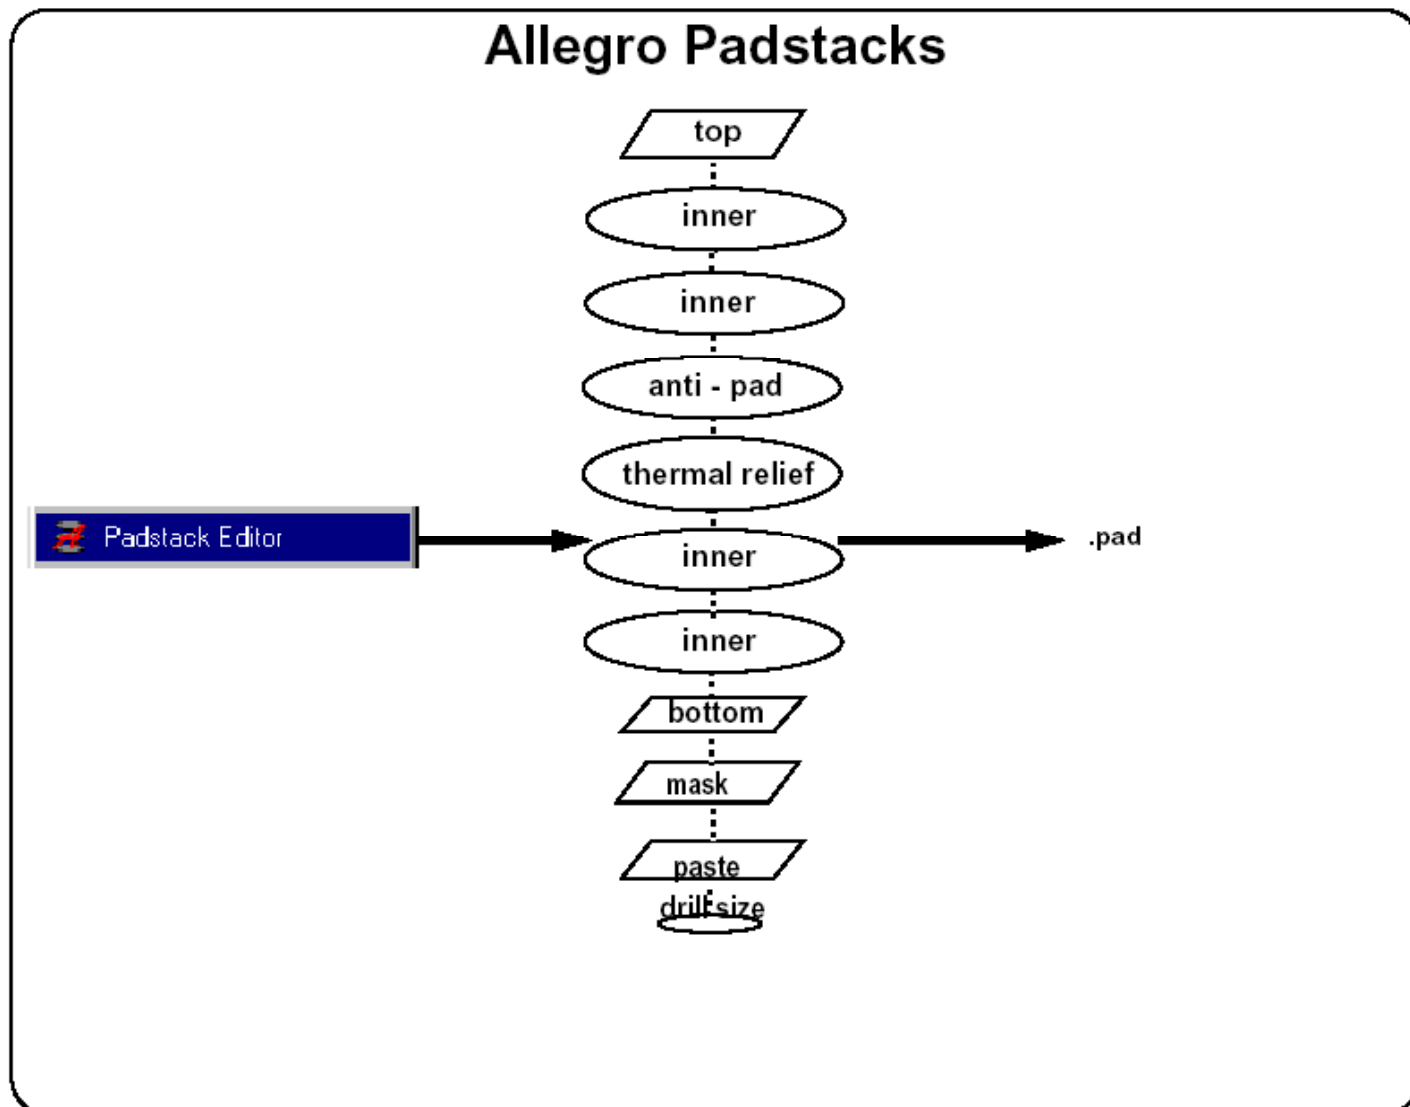 Allegro Padstacks
top
inner
inner
anti - pad
thermal relief
Padstack Editor
inner
.pad
inner
bottom
mask
paste
drill size